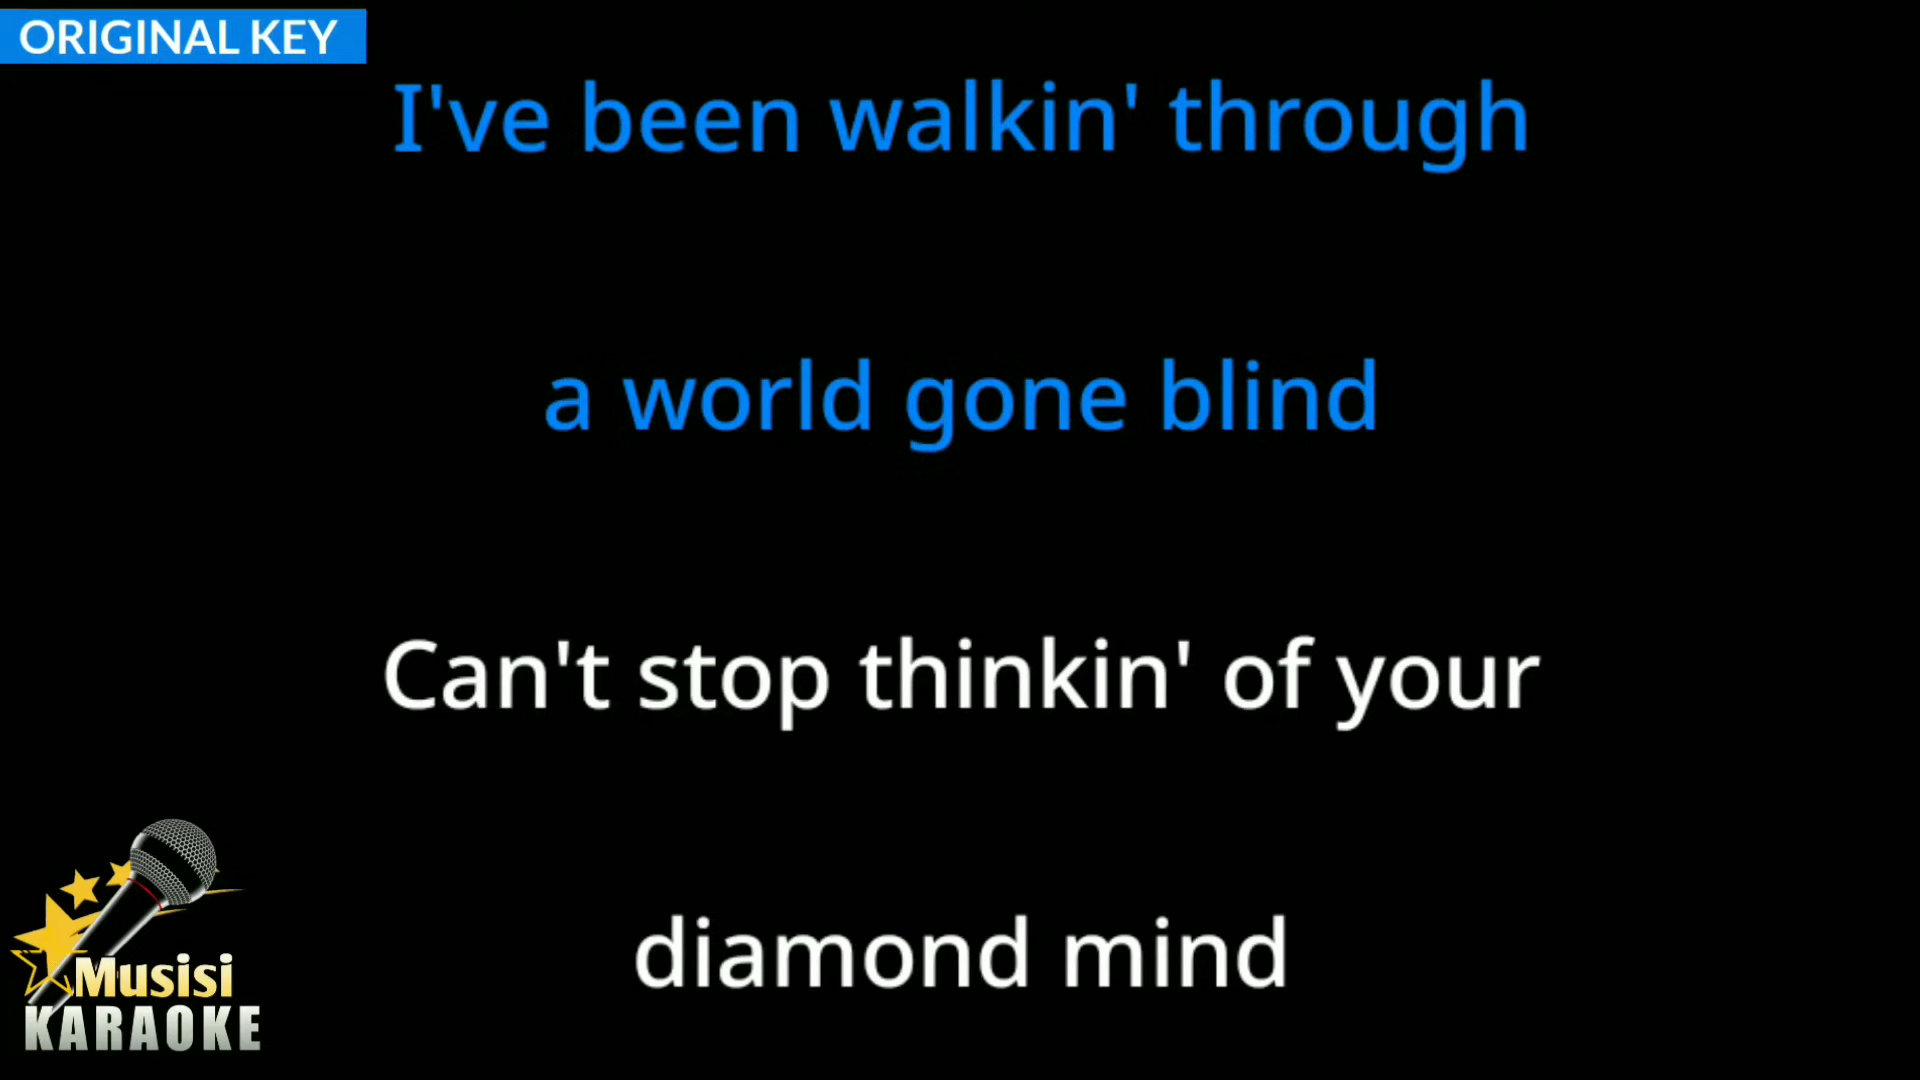 ORIGINAL KEY
I've been walkin' through
a world gone blind
Can't stop thinkin' of your
diamond mind
Musisi
KARAOKE